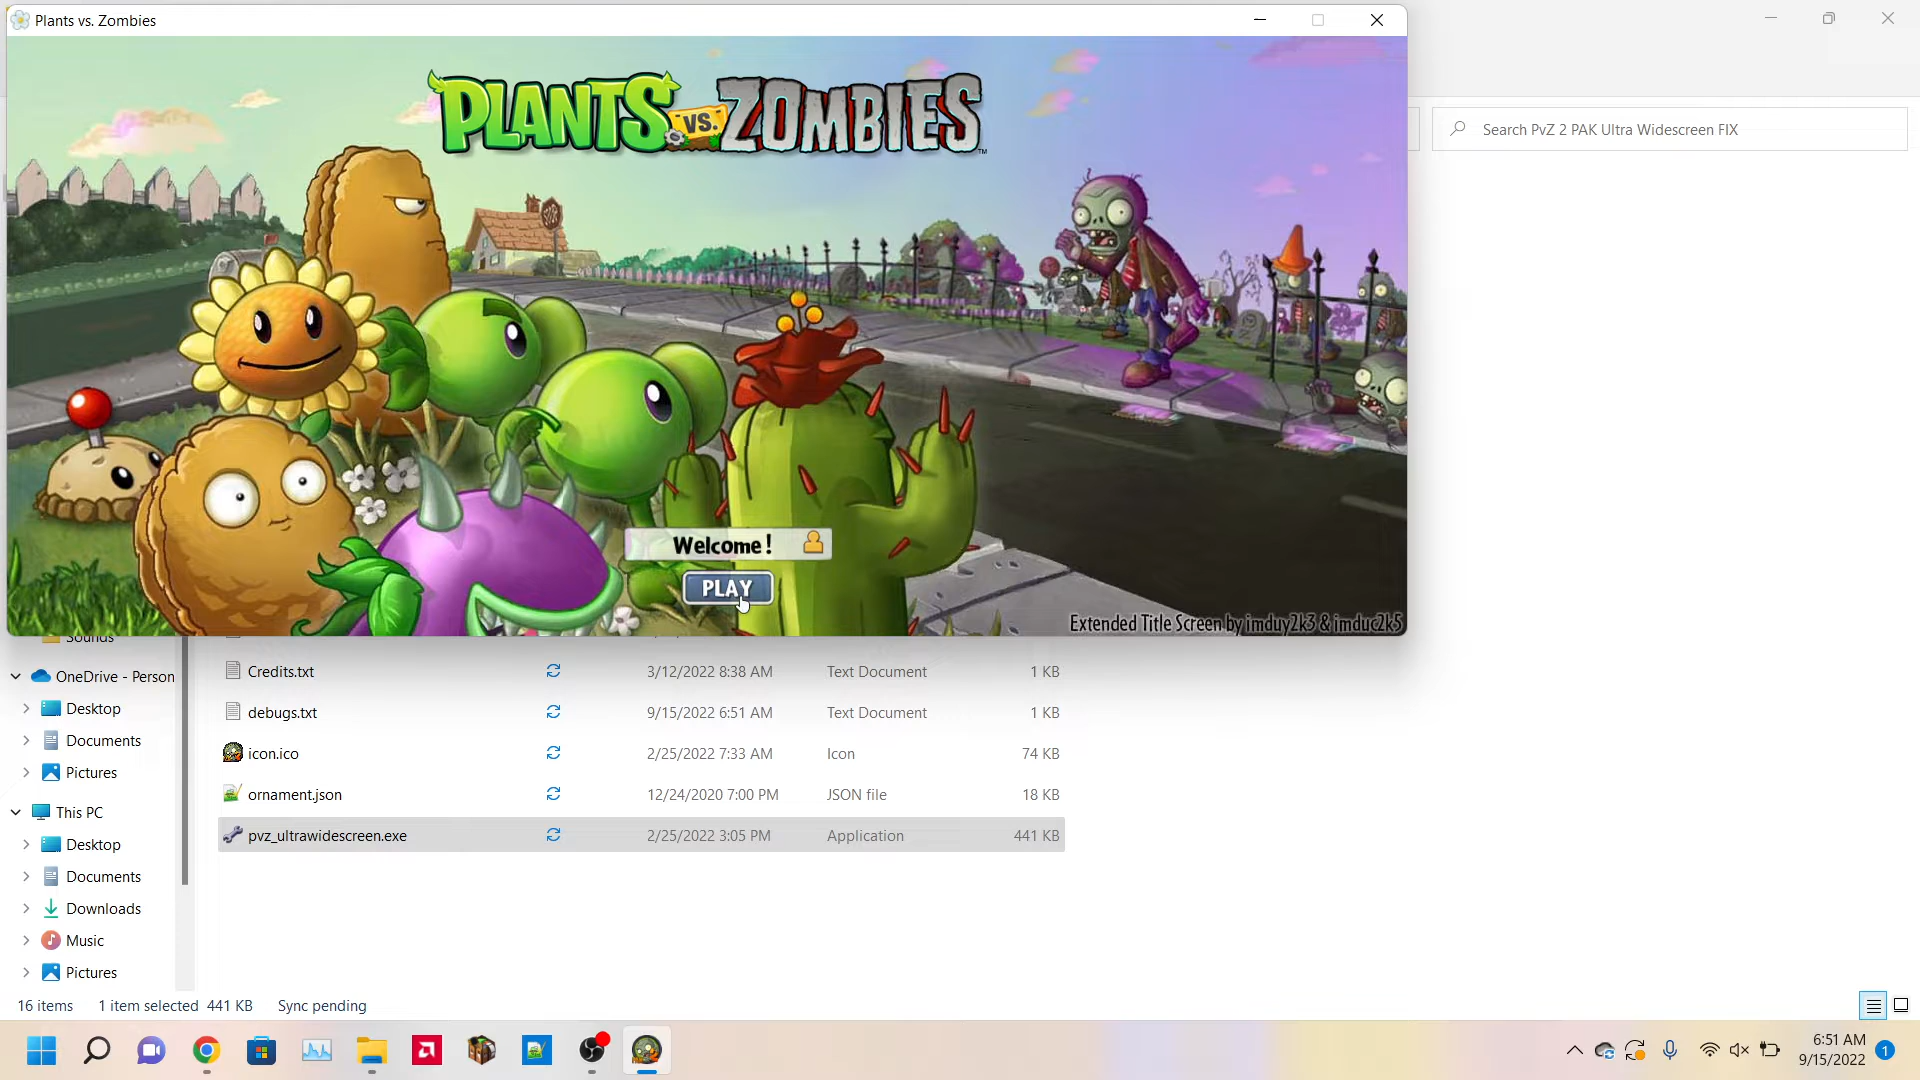 Plants vs. Zombies
PLANTS VS. ZOMBIES™
Search PvZ 2 PAK Ultra Widescreen FIX
Welcome!
PLAY
Extended Title Screen by imduy2k3 & imduc2k5
Sounds
OneDrive - Person
Desktop
Documents
Pictures
This PC
Desktop
Documents
Downloads
Music
Pictures
Credits.txt 3/12/2022 8:38 AM Text Document 1 KB
debugs.txt 9/15/2022 6:51 AM Text Document 1 KB
icon.ico 2/25/2022 7:33 AM Icon 74 KB
ornament.json 12/24/2020 7:00 PM JSON file 18 KB
pvz_ultrawidescreen.exe 2/25/2022 3:05 PM Application 441 KB
16 items 1 item selected 441 KB Sync pending
6:51 AM
9/15/2022
1